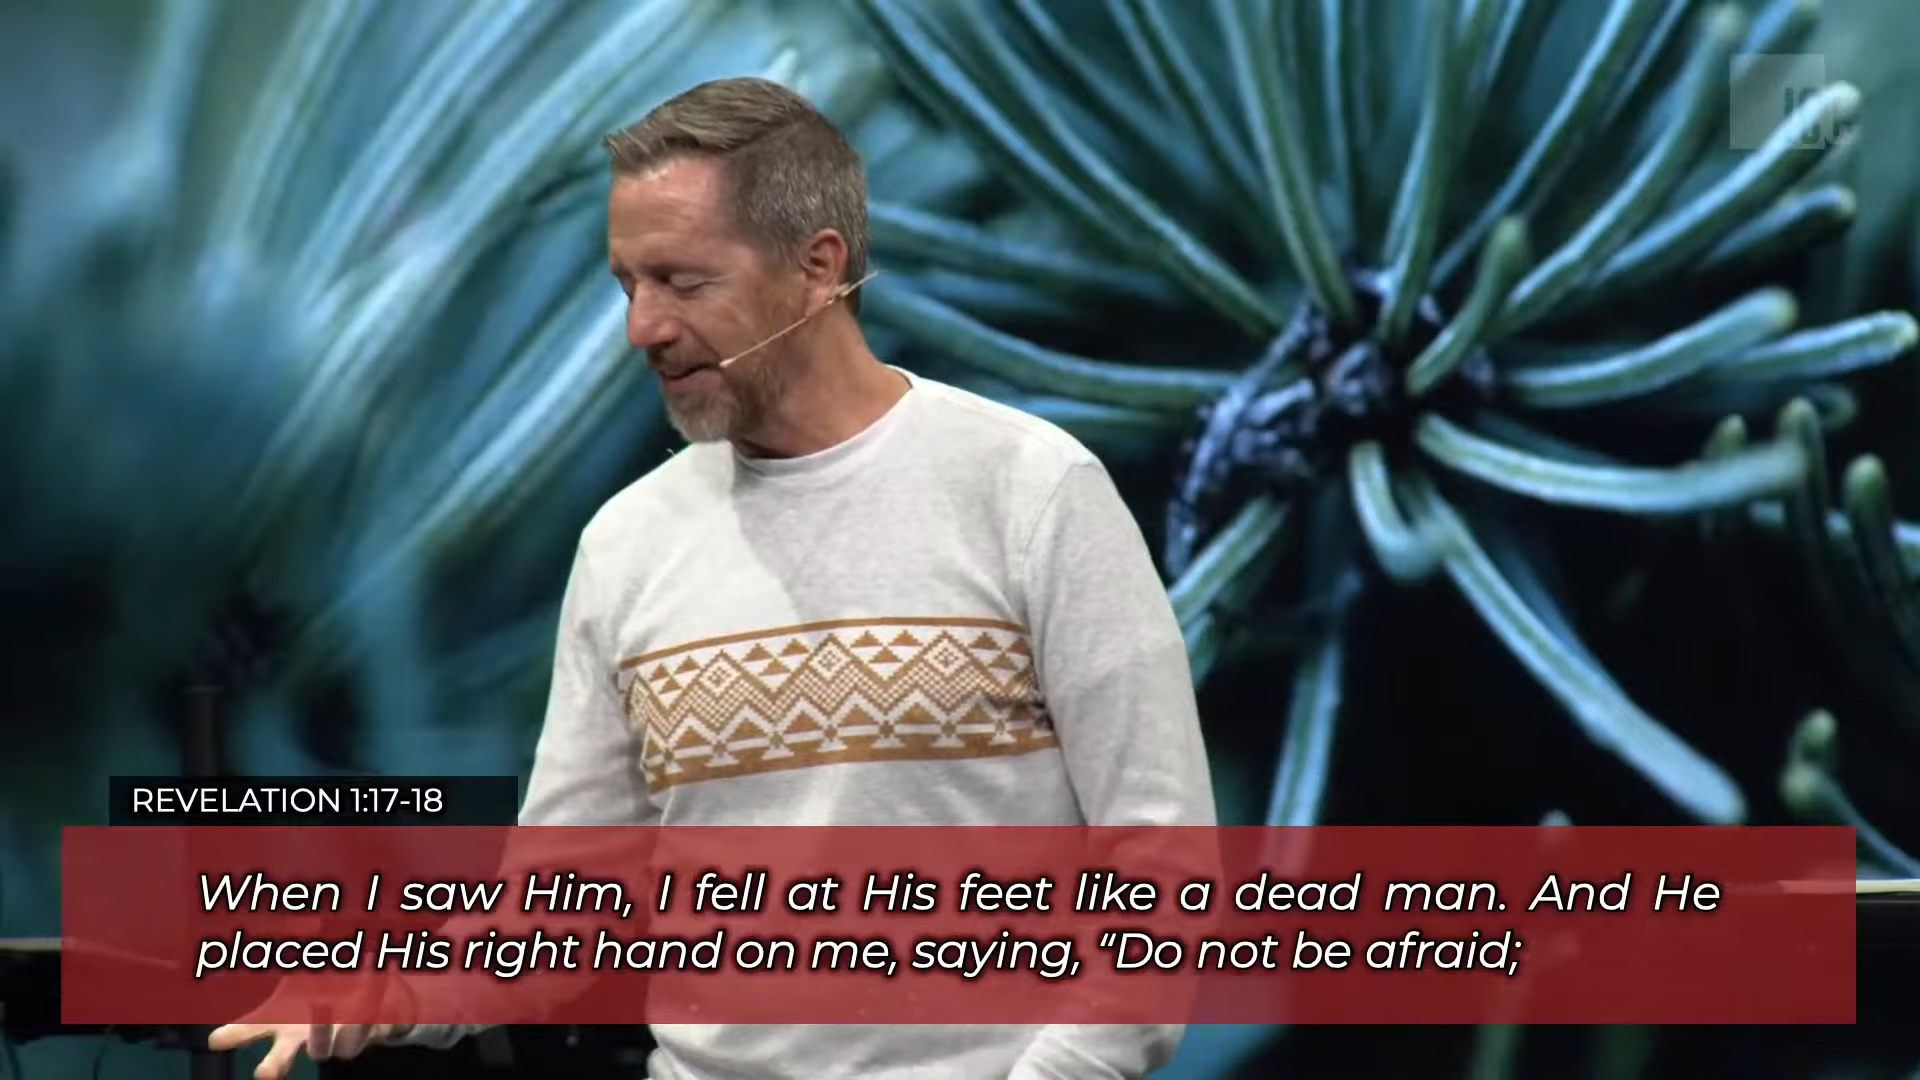 REVELATION 1:17-18
When I saw Him, I fell at His feet like a dead man. And He
placed His right hand on me, saying, “Do not be afraid;